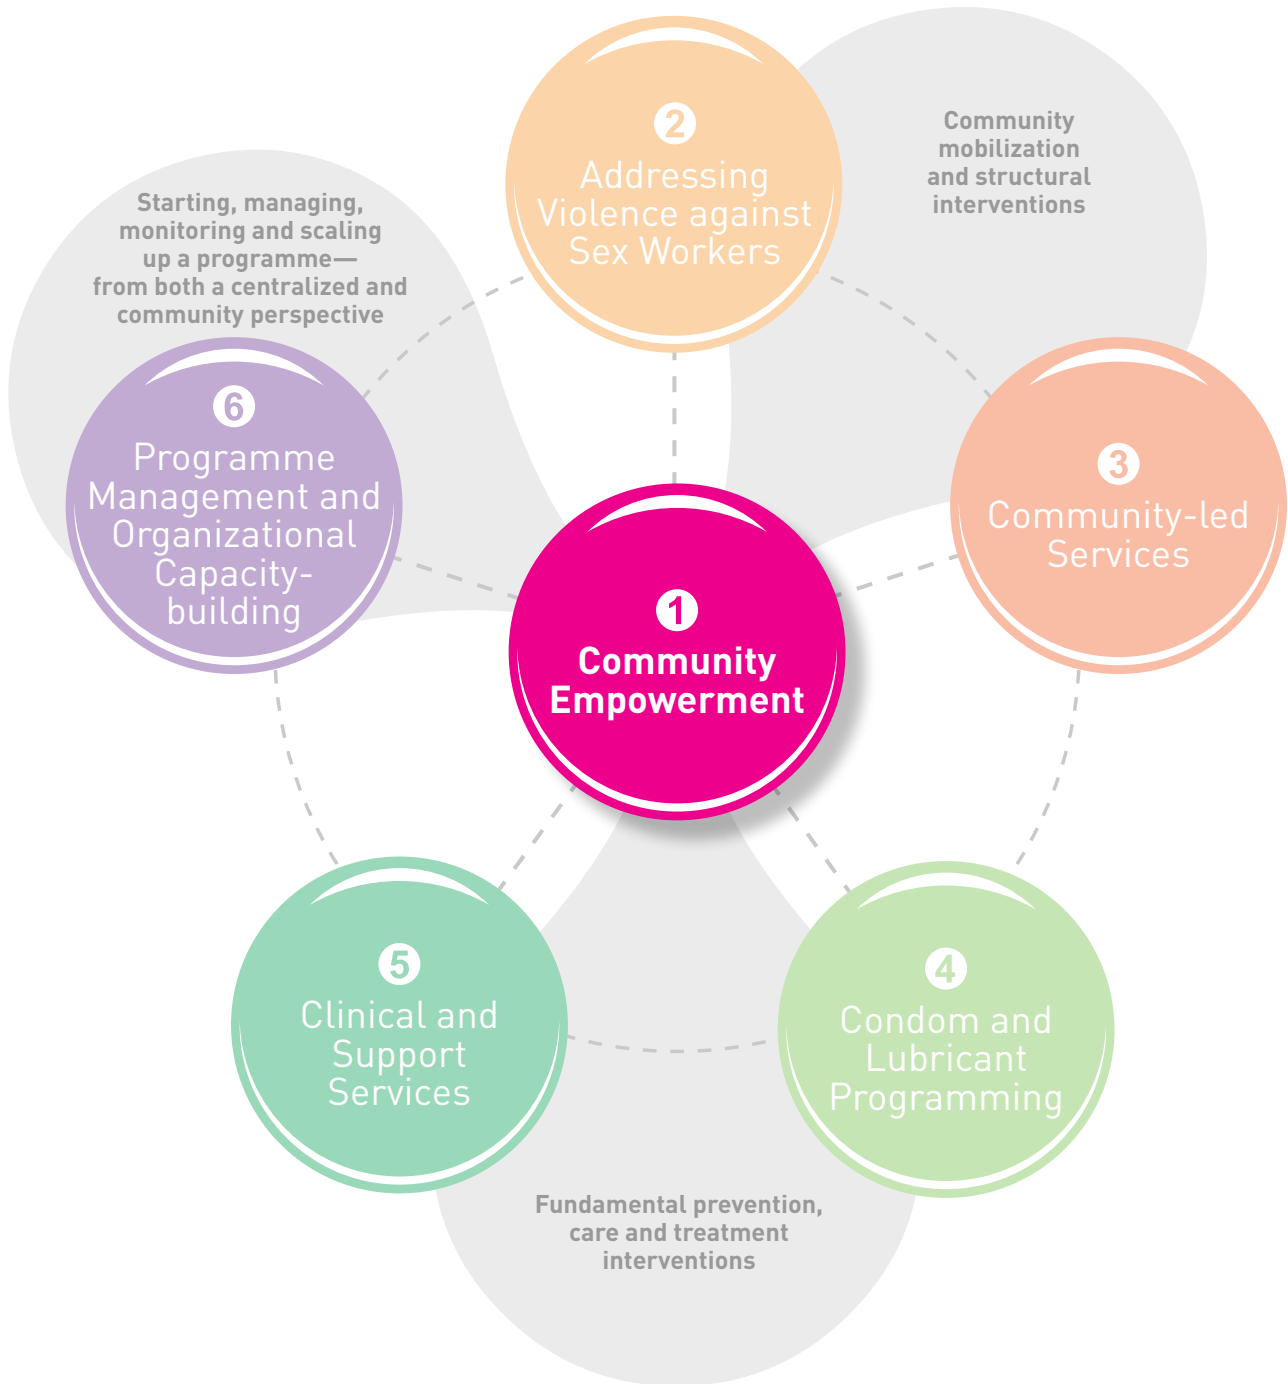 1
Community
Empowerment
2
Addressing
Violence against
Sex Workers
Community
mobilization
and structural
interventions
3
Community-led
Services
4
Condom and
Lubricant
Programming
Fundamental prevention,
care and treatment
interventions
5
Clinical and
Support
Services
6
Programme
Management and
Organizational
Capacity-
building
Starting, managing,
monitoring and scaling
up a programme—
from both a centralized and
community perspective